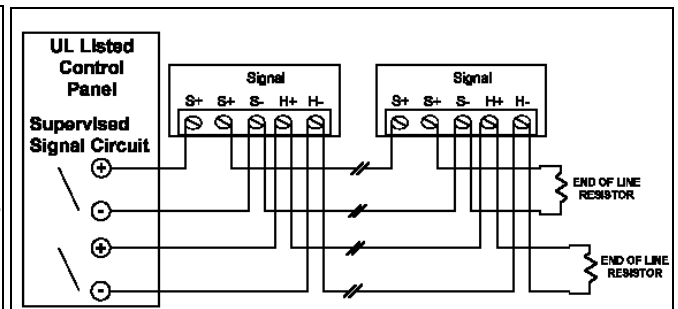 UL Listed
Control
Panel
Supervised
Signal Circuit
+
-
+
-
Signal
S+ S+ S- H+ H-
Signal
S+ S+ S- H+ H-
END OF LINE
RESISTOR
END OF LINE
RESISTOR